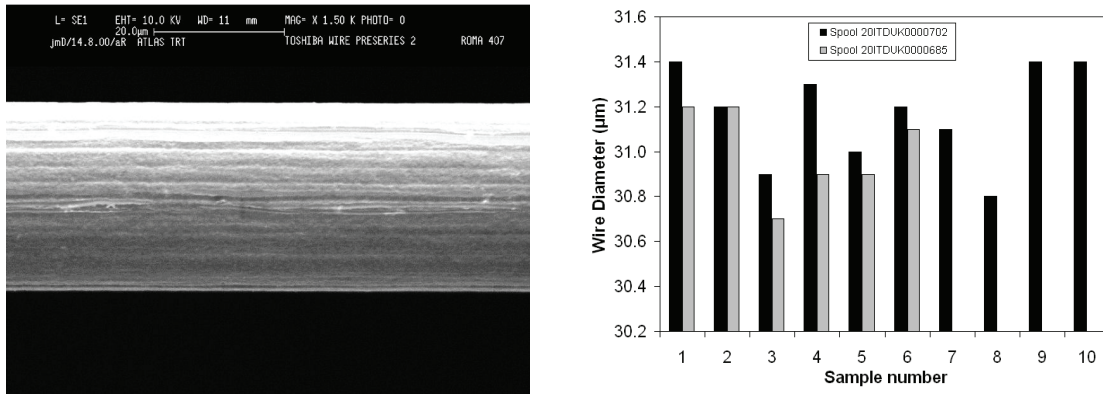 L= SE1 EHT= 10.0 KV WD= 11 mm MAG= X 1.50 K PHOTO= 0
20.0µm
jmD/14.8.00/aR ATLAS TRT TOSHIBA WIRE PRESERIES 2 ROMA 407
31.6
31.4
31.2
31.0
30.8
30.6
30.4
30.2
Wire Diameter (µm)
Spool 20ITDUK0000702
Spool 20ITDUK0000685
1 2 3 4 5 6 7 8 9 10
Sample number